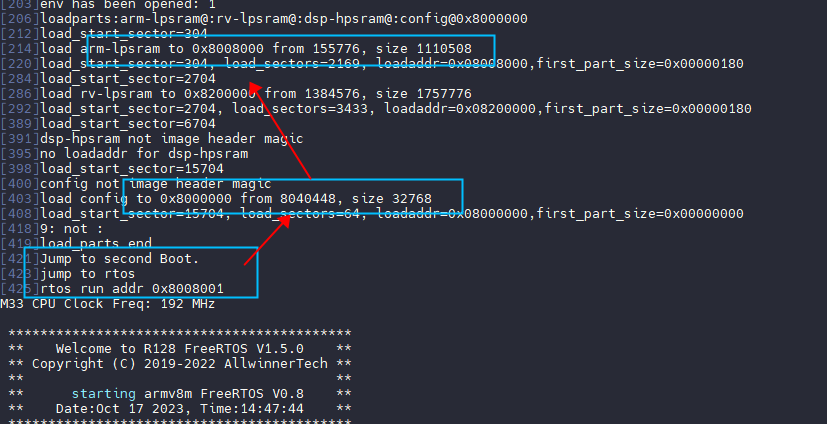 [203]env has been opened: 1
[206]loadparts:arm-lpsram@:rv-lpsram@:dsp-hpsram@:config@0x8000000
[212]load_start_sector=304
[214]load arm-lpsram to 0x8008000 from 155776, size 1110508
[220]load_start_sector=304, load_sectors=2169, loadaddr=0x08008000,first_part_size=0x00000180
[284]load_start_sector=2704
[286]load rv-lpsram to 0x8200000 from 1384576, size 1757776
[292]load_start_sector=2704, load_sectors=3433, loadaddr=0x08200000,first_part_size=0x00000180
[389]load_start_sector=6704
[391]dsp-hpsram not image header magic
[395]no loadaddr for dsp-hpsram
[398]load_start_sector=15704
[400]config not image header magic
[403]load config to 0x8000000 from 8040448, size 32768
[408]load_start_sector=15704, load_sectors=64, loadaddr=0x08000000,first_part_size=0x00000000
[418]9: not :
[419]load_parts end
[421]Jump to second Boot.
[423]jump to rtos
[425]rtos run addr 0x8008001
M33 CPU Clock Freq: 192 MHz
*******************************************
** Welcome to R128 FreeRTOS V1.5.0 **
** Copyright (C) 2019-2022 AllwinnerTech **
** **
** starting armv8m FreeRTOS V0.8 **
** Date:Oct 17 2023, Time:14:47:44 **
*******************************************